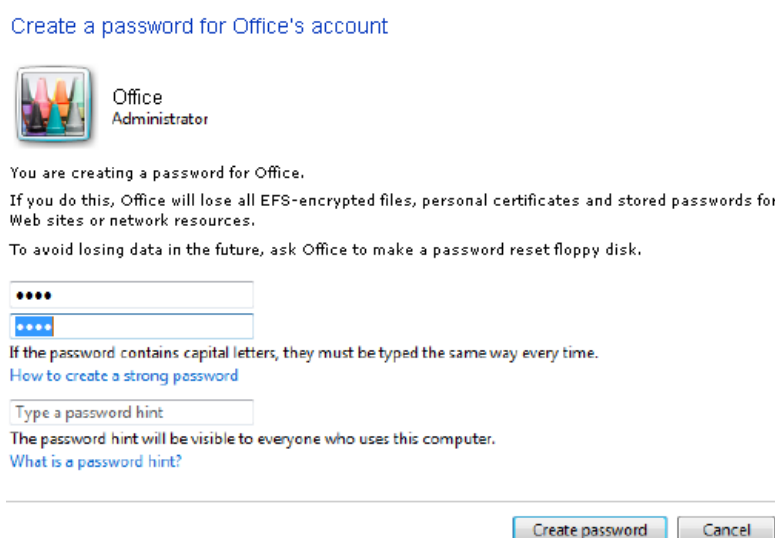 Create a password for Office's account
Office
Administrator
You are creating a password for Office.
If you do this, Office will lose all EFS-encrypted files, personal certificates and stored passwords for
Web sites or network resources.
To avoid losing data in the future, ask Office to make a password reset floppy disk.
••••
••••
If the password contains capital letters, they must be typed the same way every time.
How to create a strong password
Type a password hint
The password hint will be visible to everyone who uses this computer.
What is a password hint?
Create password Cancel